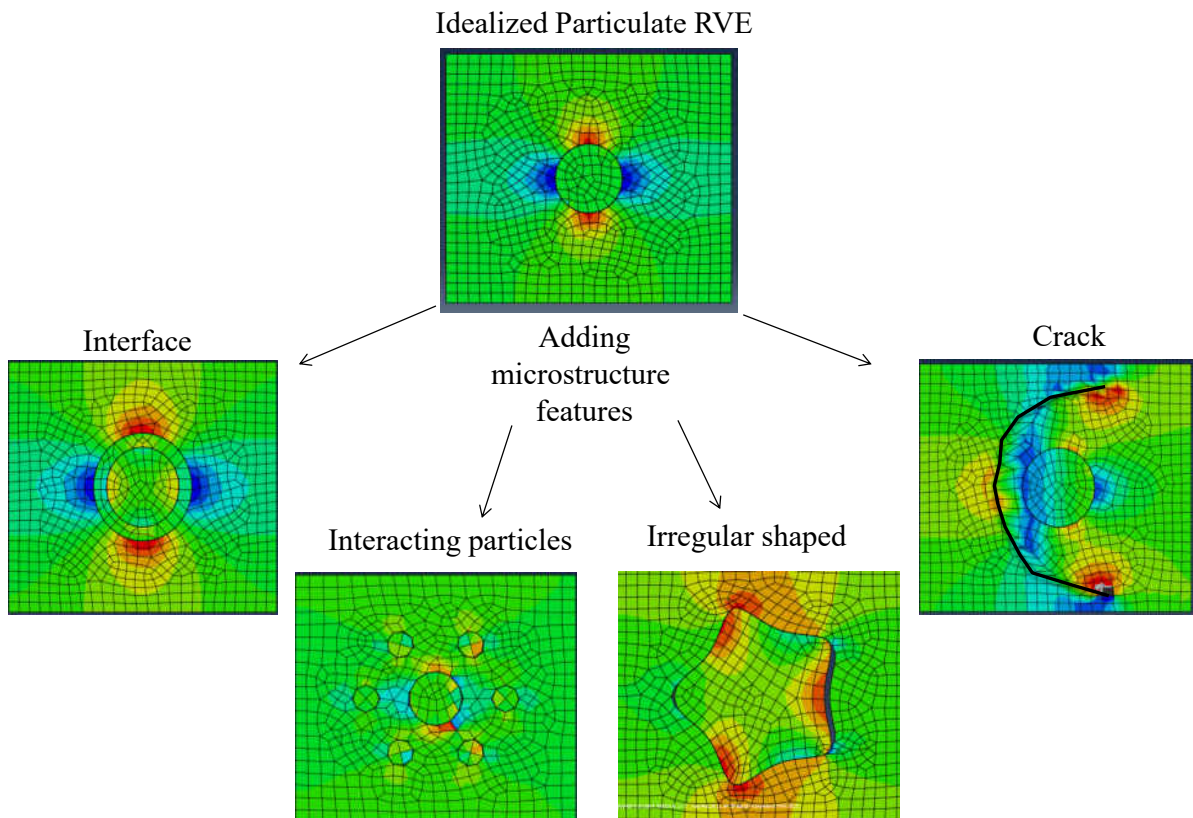 Idealized Particulate RVE
Interface
Adding
microstructure
features
Crack
Interacting particles
Irregular shaped